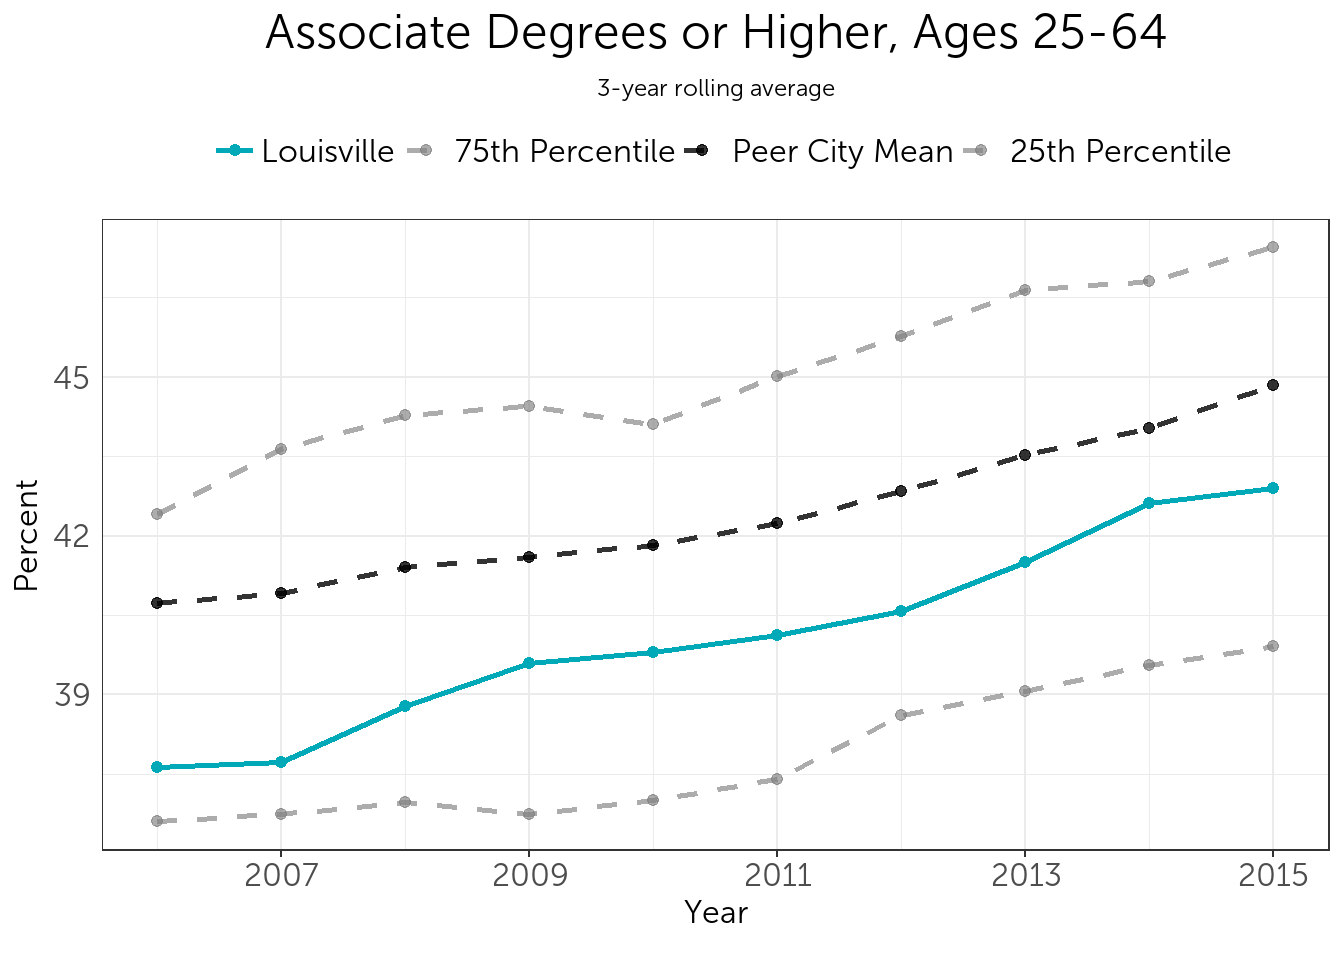 Associate Degrees or Higher, Ages 25-64
3-year rolling average
Louisville 75th Percentile Peer City Mean 25th Percentile
45
42
39
Percent
2007 2009 2011 2013 2015
Year